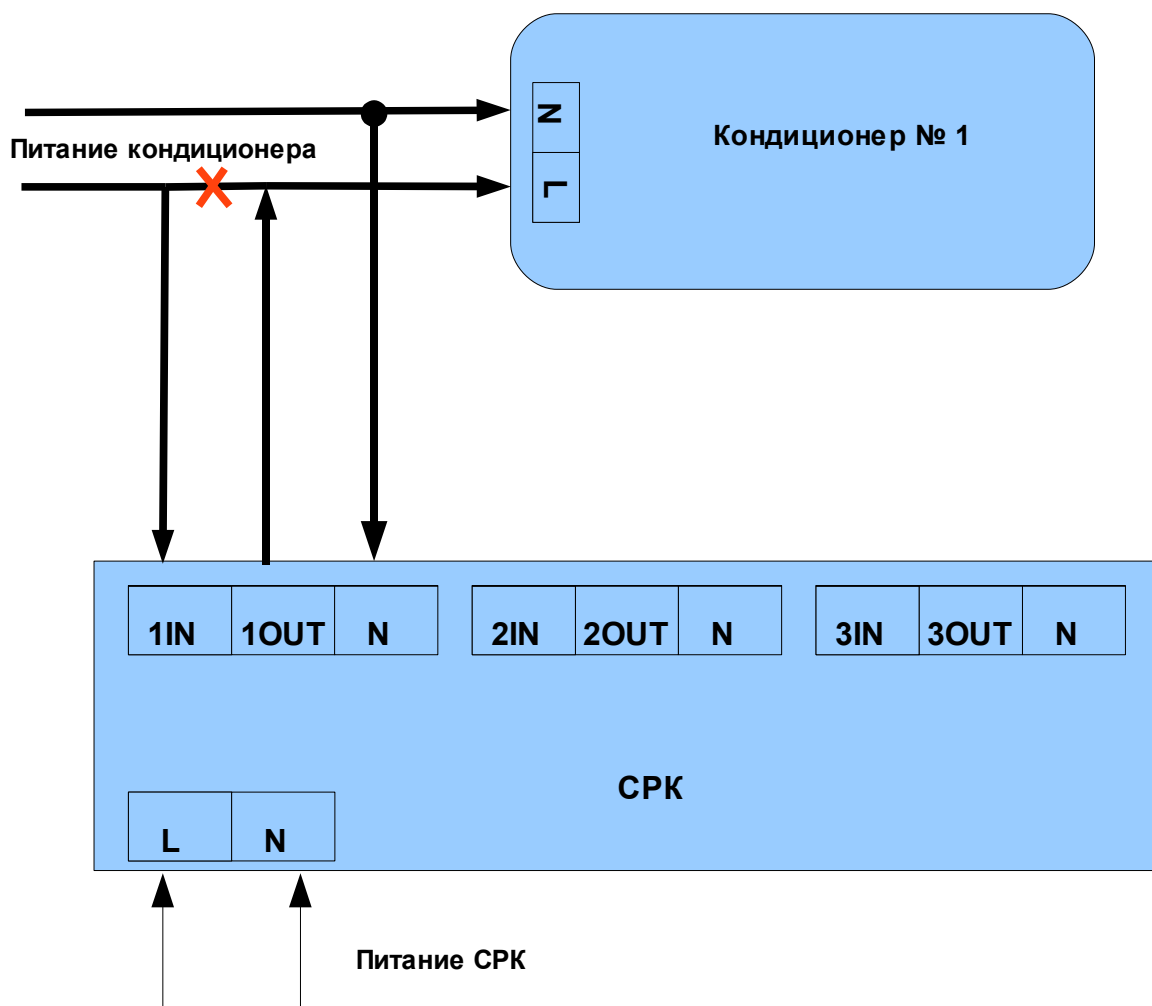 N
Кондиционер № 1
Питание кондиционера
L
1IN 1OUT N 2IN 2OUT N 3IN 3OUT N
СРК
L N
Питание СРК